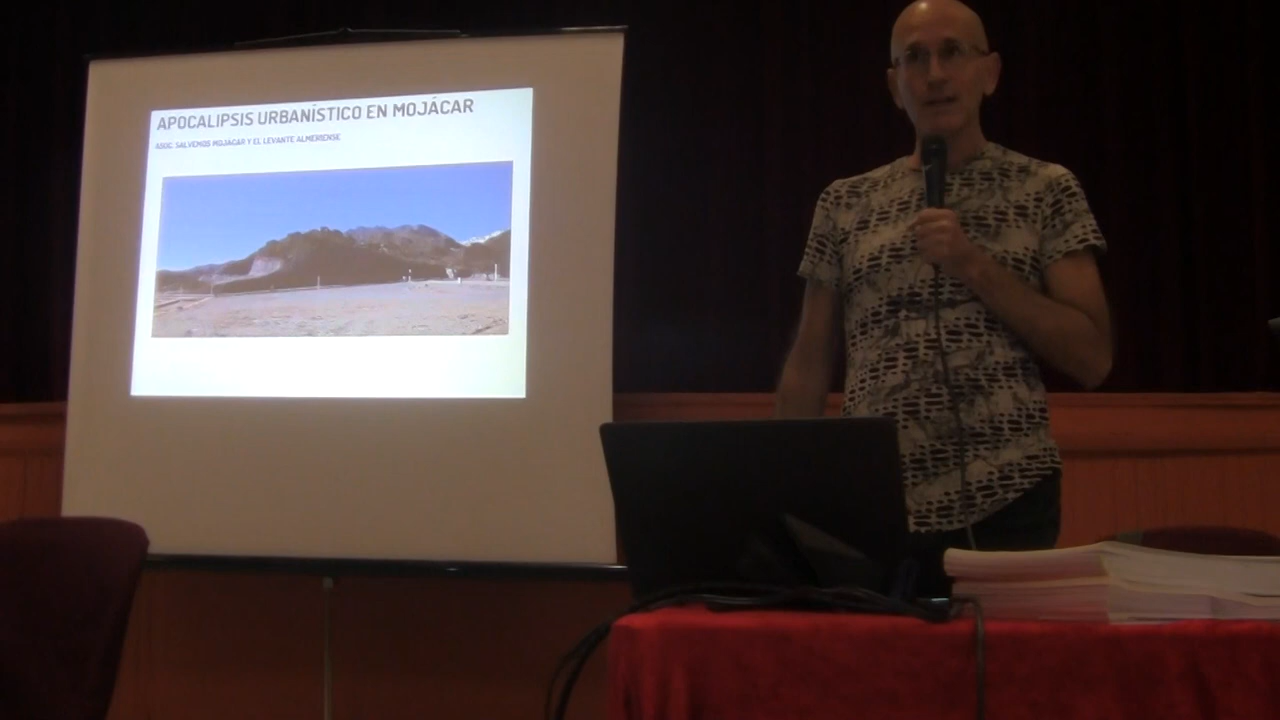 APOCALIPSIS URBANÍSTICO EN MOJÁCAR
ASOC. SALVEMOS MOJÁCAR Y EL LEVANTE ALMERIENSE